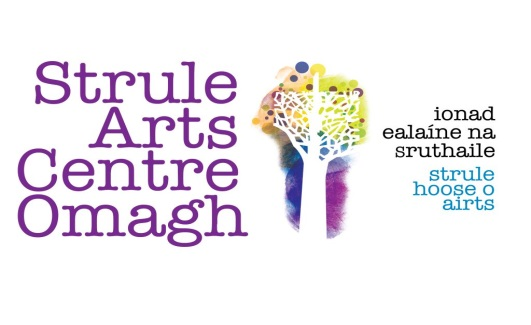 Strule
Arts
Centre
Omagh
ionad
ealaíne na
sruthaile
strule
hoose o
airts